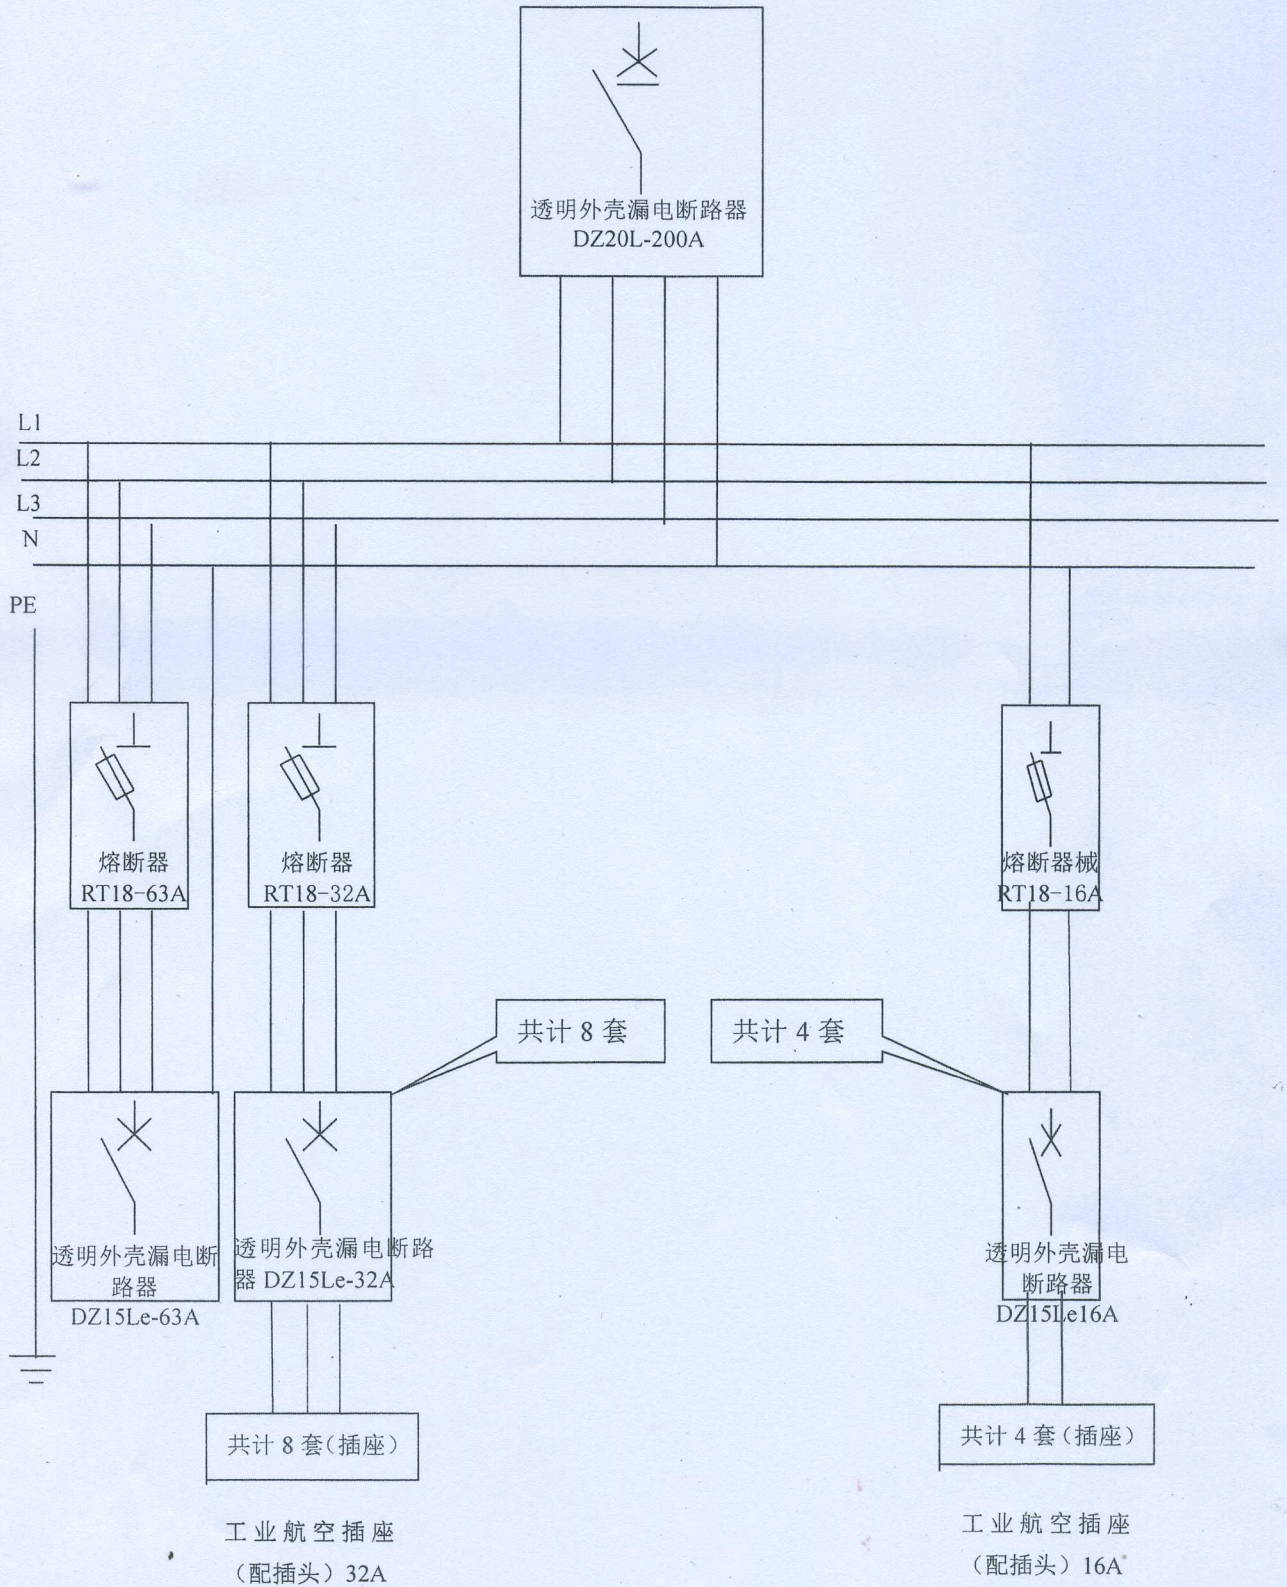 透明外壳漏电断路器
DZ20L-200A
L1
L2
L3
N
PE
熔断器
RT18-63A
熔断器
RT18-32A
熔断器械
RT18-16A
共计 8 套
共计 4 套
透明外壳漏电断
路器
DZ15Le-63A
透明外壳漏电断路
器 DZ15Le-32A
透明外壳漏电
断路器
DZ15Le16A
共计 8 套(插座)
共计 4 套(插座)
工业航空插座
(配插头) 32A
工业航空插座
(配插头) 16A